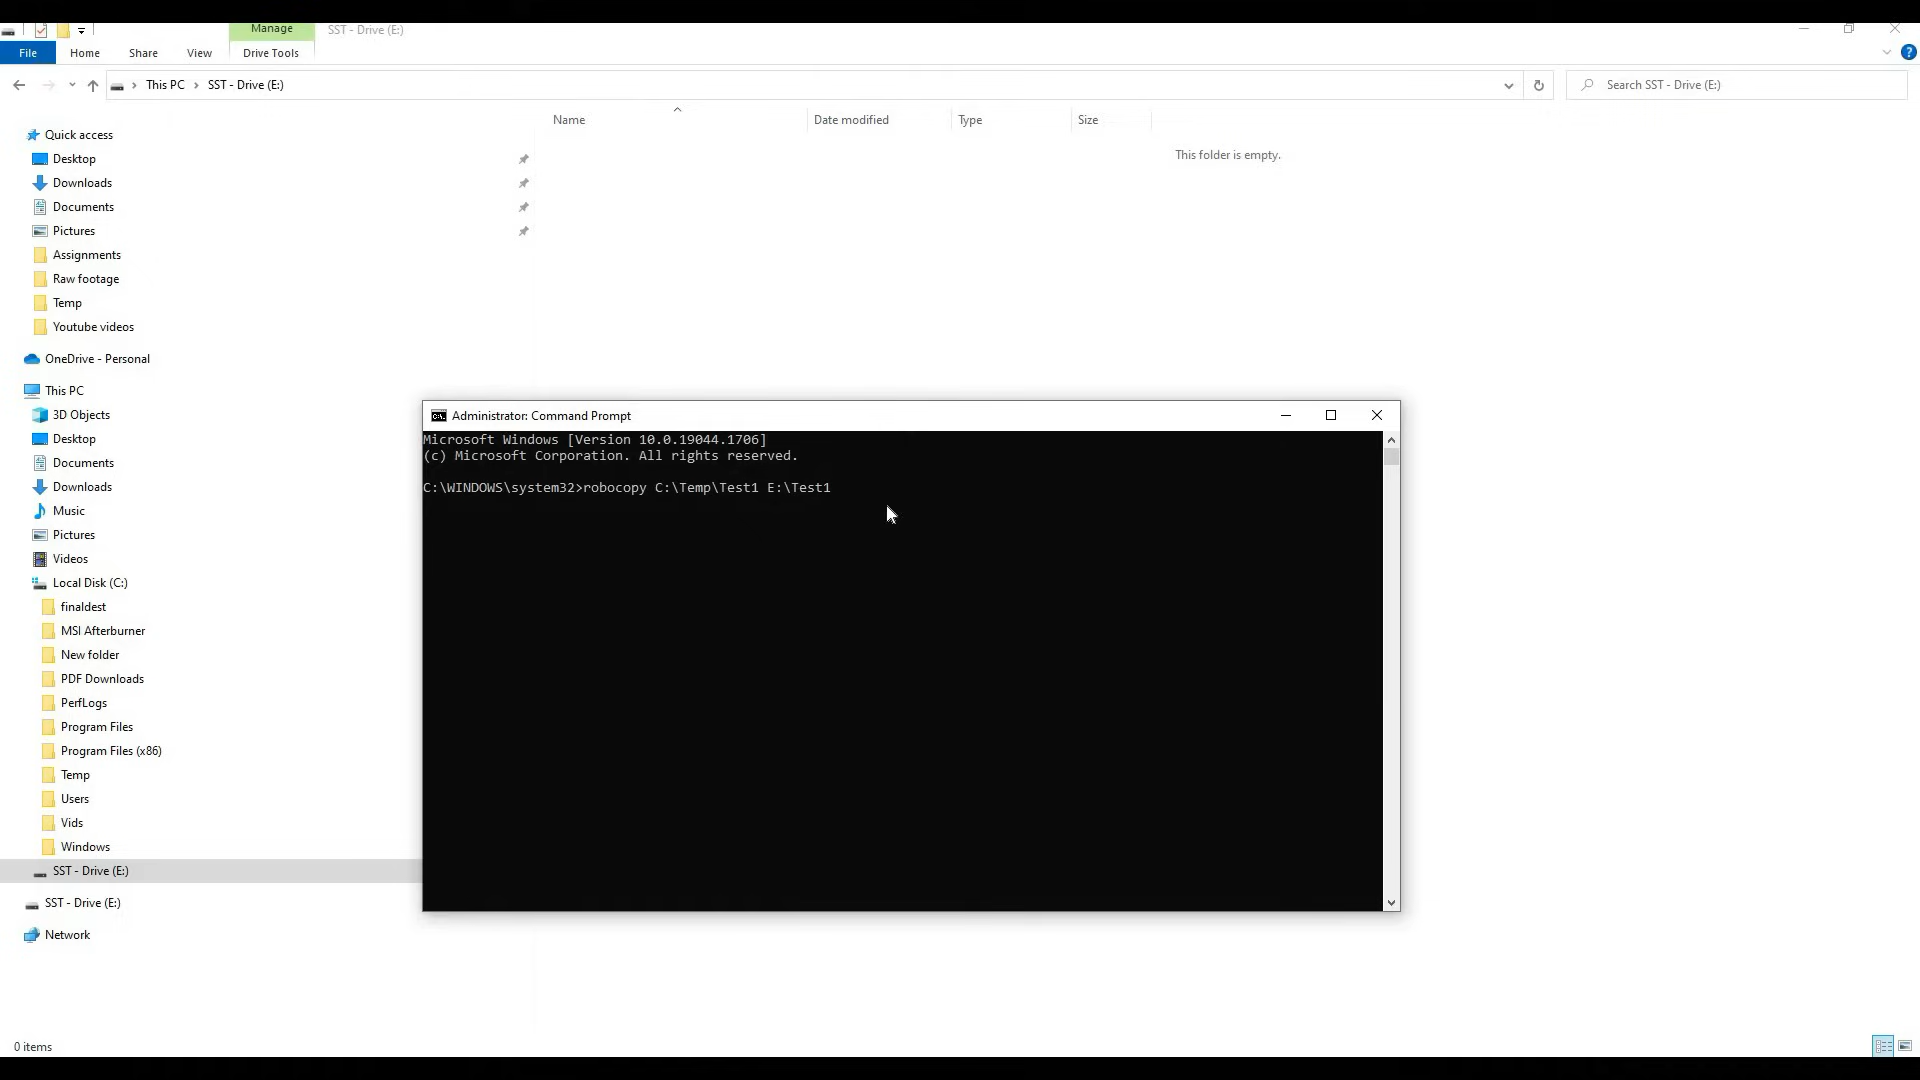 Manage
SST - Drive (E:)
File
Home
Share
View
Drive Tools
This PC
SST - Drive (E:)
Search SST - Drive (E:)
Name
Date modified
Type
Size
This folder is empty.
Quick access
Desktop
Downloads
Documents
Pictures
Assignments
Raw footage
Temp
Youtube videos
OneDrive - Personal
This PC
3D Objects
Desktop
Documents
Downloads
Music
Pictures
Videos
Local Disk (C:)
finaldest
MSI Afterburner
New folder
PDF Downloads
PerfLogs
Program Files
Program Files (x86)
Temp
Users
Vids
Windows
SST - Drive (E:)
SST - Drive (E:)
Network
0 items
Administrator: Command Prompt
Microsoft Windows [Version 10.0.19044.1706]
(c) Microsoft Corporation. All rights reserved.
C:\WINDOWS\system32>robocopy C:\Temp\Test1 E:\Test1